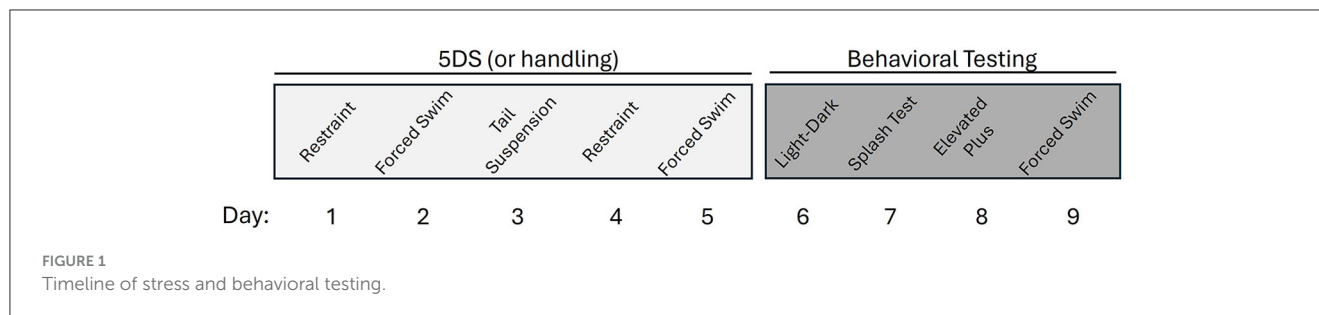 5DS (or handling)
Behavioral Testing
Restraint
Forced Swim
Tail
Suspension
Restraint
Forced Swim
Light-Dark
Splash Test
Elevated
Plus
Forced Swim
Day: 1 2 3 4 5 6 7 8 9
FIGURE 1
Timeline of stress and behavioral testing.